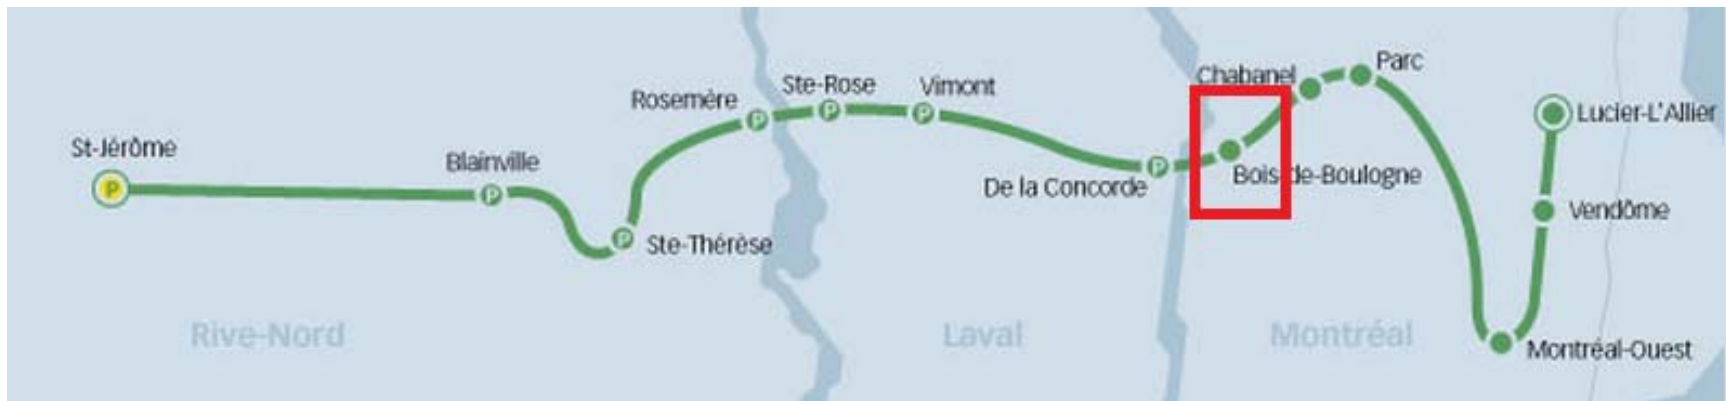 St-Jérôme
Blainville
Ste-Thérèse
Rosemère
Ste-Rose
Vimont
De la Concorde
Bois-de-Boulogne
Chabanel
Parc
Montréal-Ouest
Vendôme
Lucier-L'Allier
Rive-Nord
Laval
Montréal